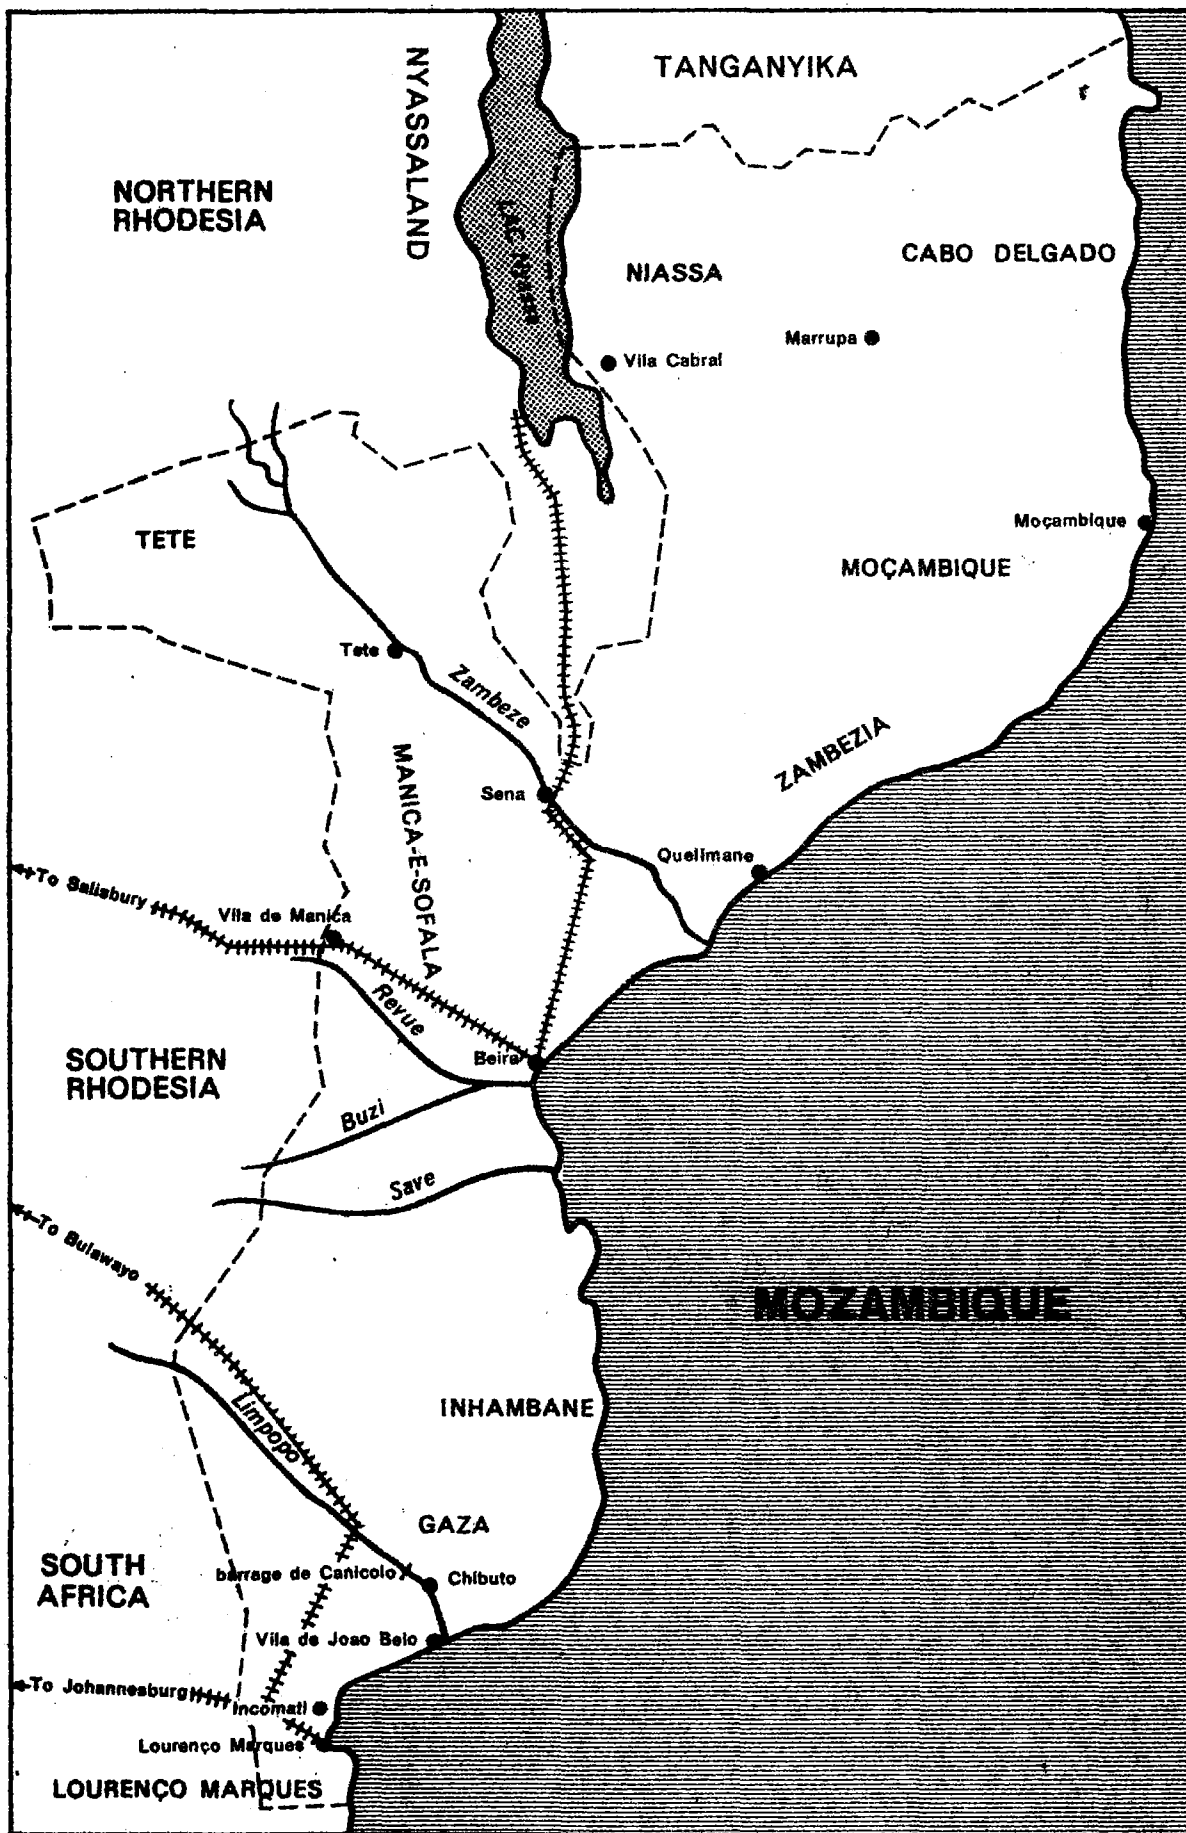 TANGANYIKA
NYASSALAND
NORTHERN
RHODESIA
LAC Niassa
CABO DELGADO
NIASSA
Marrupa
Vila Cabral
Moçambique
TETE
MOÇAMBIQUE
Tete
Zambeze
ZAMBEZIA
MANICA-E-SOFALA
Sena
Quelimane
To Salisbury
Vila de Manica
Revue
Beira
SOUTHERN
RHODESIA
Buzi
Save
To Bulawayo
MOZAMBIQUE
Limpopo
INHAMBANE
GAZA
SOUTH
AFRICA
barrage de Canicolo
Chibuto
Vila de Joao Belo
To Johannesburg
Incomati
Lourenço Marques
LOURENÇO MARQUES